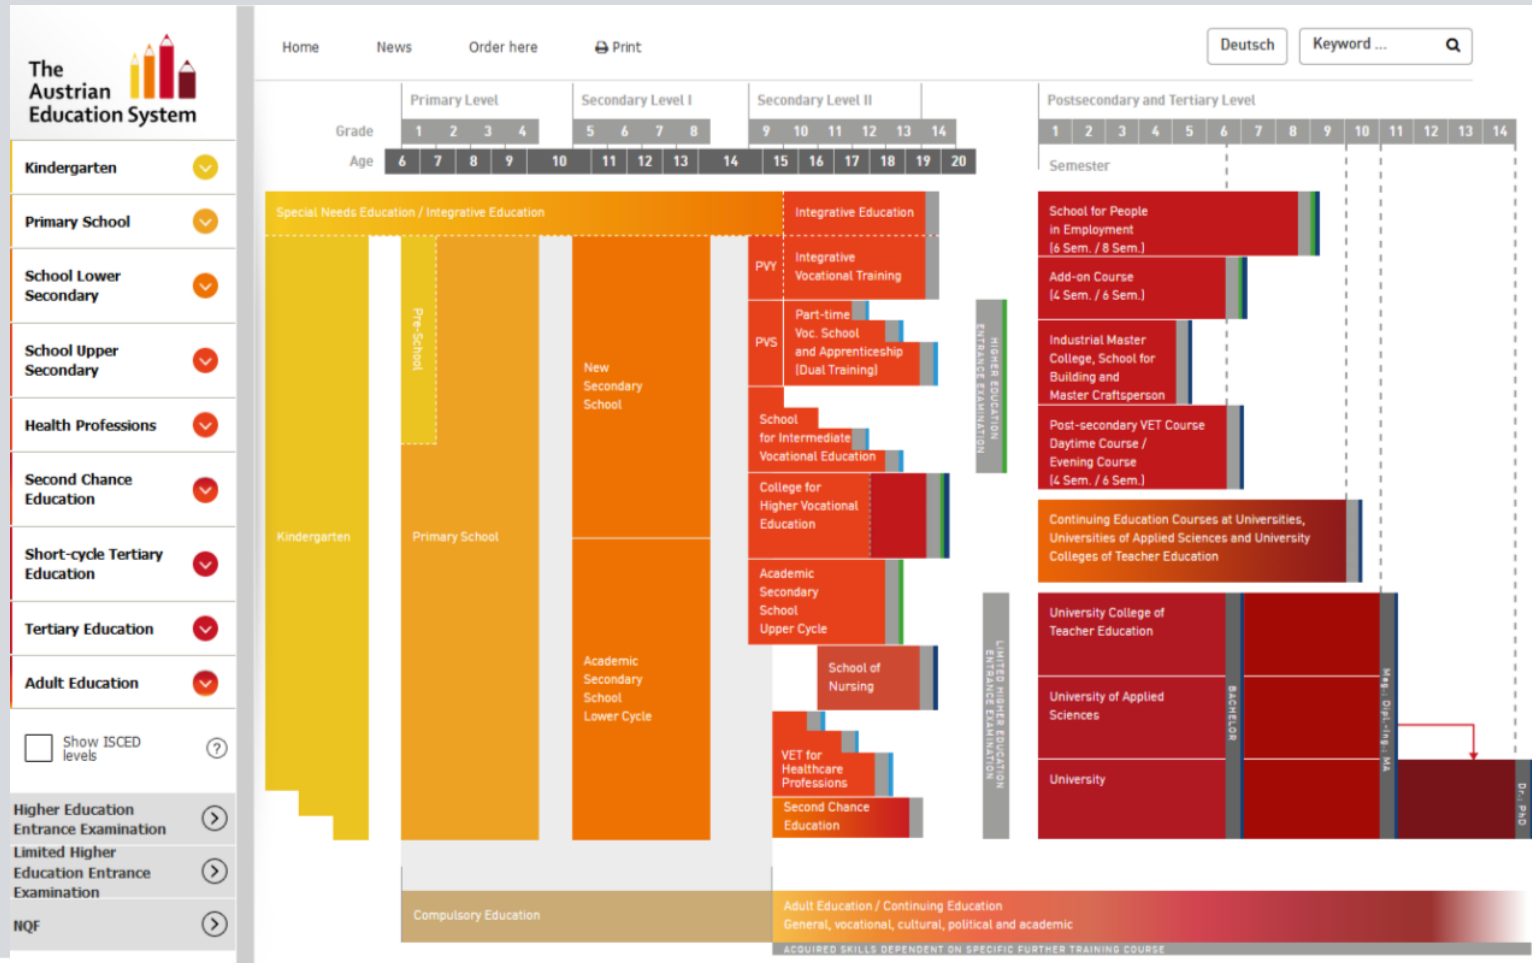 The
Austrian
Education System
Kindergarten
Primary School
School Lower
Secondary
School Upper
Secondary
Health Professions
Second Chance
Education
Short-cycle Tertiary
Education
Tertiary Education
Adult Education
Show ISCED
levels
?
Higher Education
Entrance Examination
Limited Higher
Education Entrance
Examination
NQF
Home News Order here Print
Deutsch
Keyword ...
Primary Level
Secondary Level I
Secondary Level II
Postsecondary and Tertiary Level
Grade 1 2 3 4 5 6 7 8 9 10 11 12 13 14
1 2 3 4 5 6 7 8 9 10 11 12 13 14
Age 6 7 8 9 10 11 12 13 14 15 16 17 18 19 20
Semester
Special Needs Education / Integrative Education
Integrative Education
Kindergarten
Pre-School
Primary School
New
Secondary
School
Academic
Secondary
School
Lower Cycle
PVY
Integrative
Vocational Training
PVS
Part-time
Voc. School
and Apprenticeship
(Dual Training)
School
for Intermediate
Vocational Education
College for
Higher Vocational
Education
Academic
Secondary
School
Upper Cycle
School of
Nursing
VET for
Healthcare
Professions
Second Chance
Education
HIGHER EDUCATION
ENTRANCE EXAMINATION
LIMITED HIGHER EDUCATION
ENTRANCE EXAMINATION
School for People
in Employment
(6 Sem. / 8 Sem.)
Add-on Course
(4 Sem. / 6 Sem.)
Industrial Master
College, School for
Building and
Master Craftsperson
Post-secondary VET Course
Daytime Course /
Evening Course
(4 Sem. / 6 Sem.)
Continuing Education Courses at Universities,
Universities of Applied Sciences and University
Colleges of Teacher Education
University College of
Teacher Education
University of Applied
Sciences
University
BACHELOR
Mag.; Dipl.-Ing.; MA
Dr.; PhD
Compulsory Education
Adult Education / Continuing Education
General, vocational, cultural, political and academic
ACQUIRED SKILLS DEPENDENT ON SPECIFIC FURTHER TRAINING COURSE